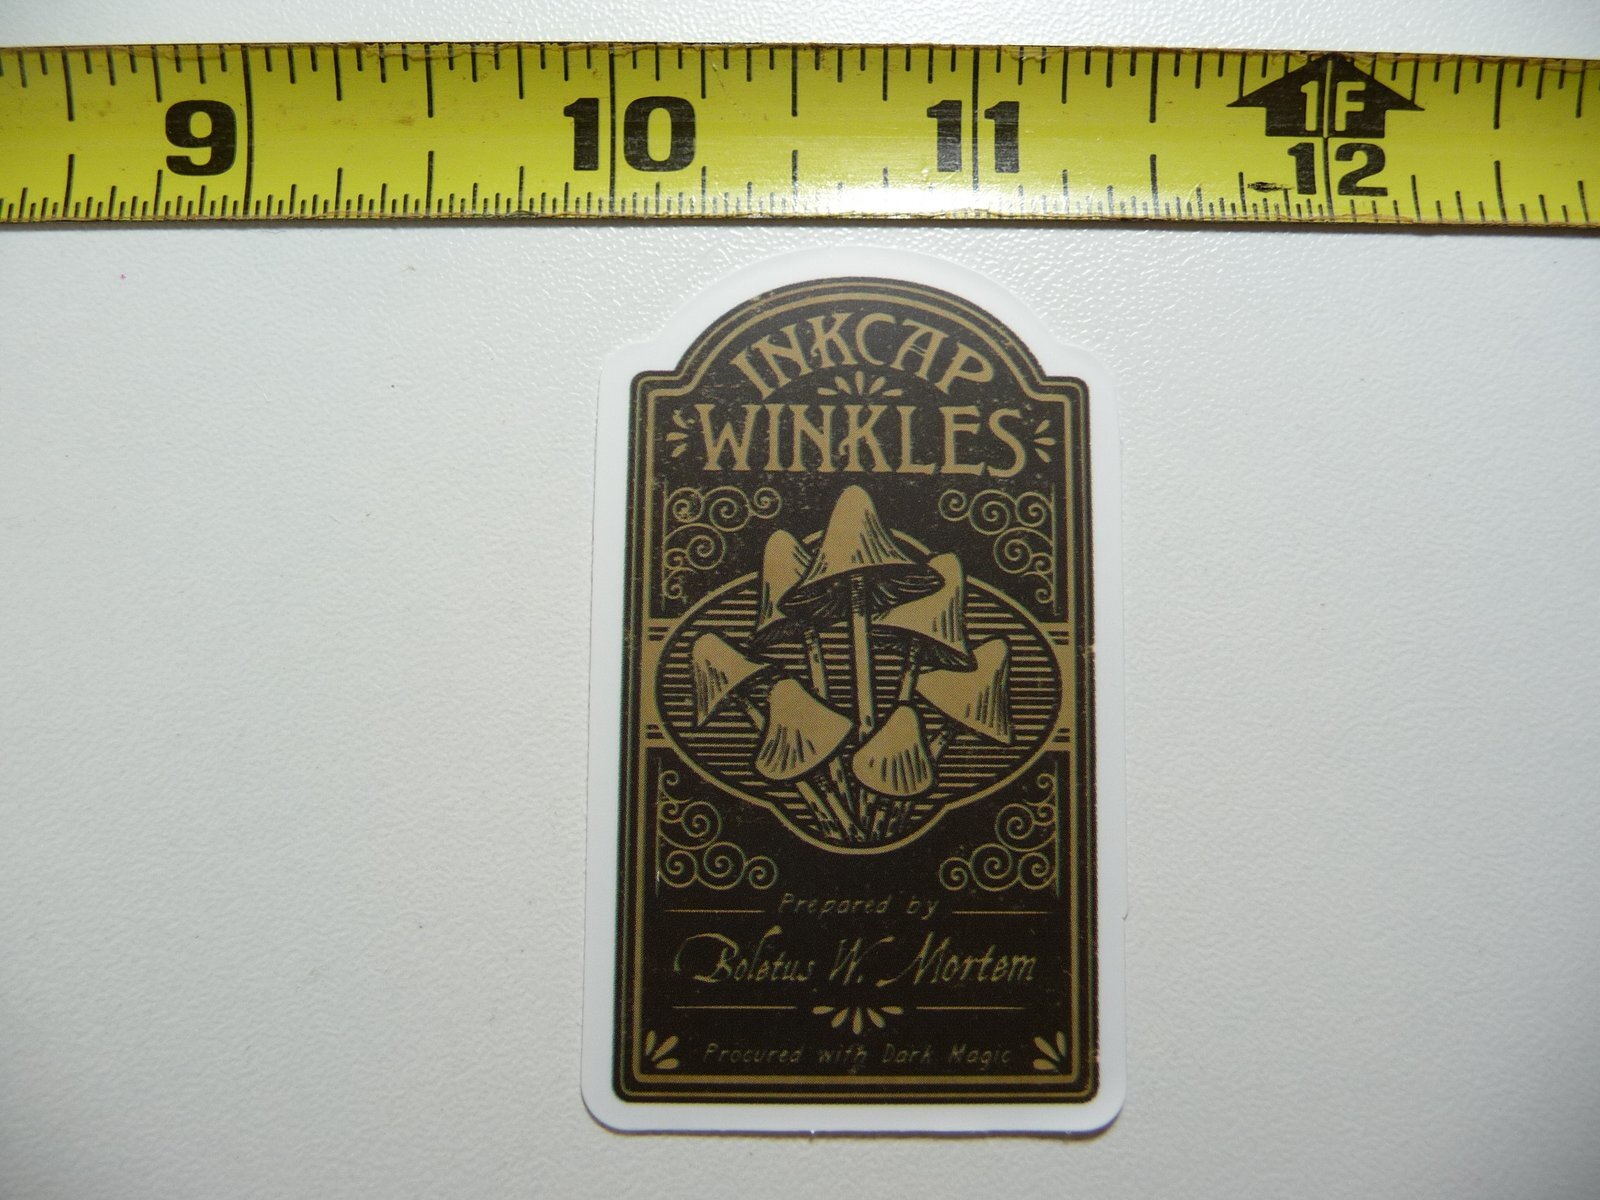 9 10 11 1F
12
INKCAP
WINKLES
Prepared by
Boletus W. Mortem
Procured with Dark Magic